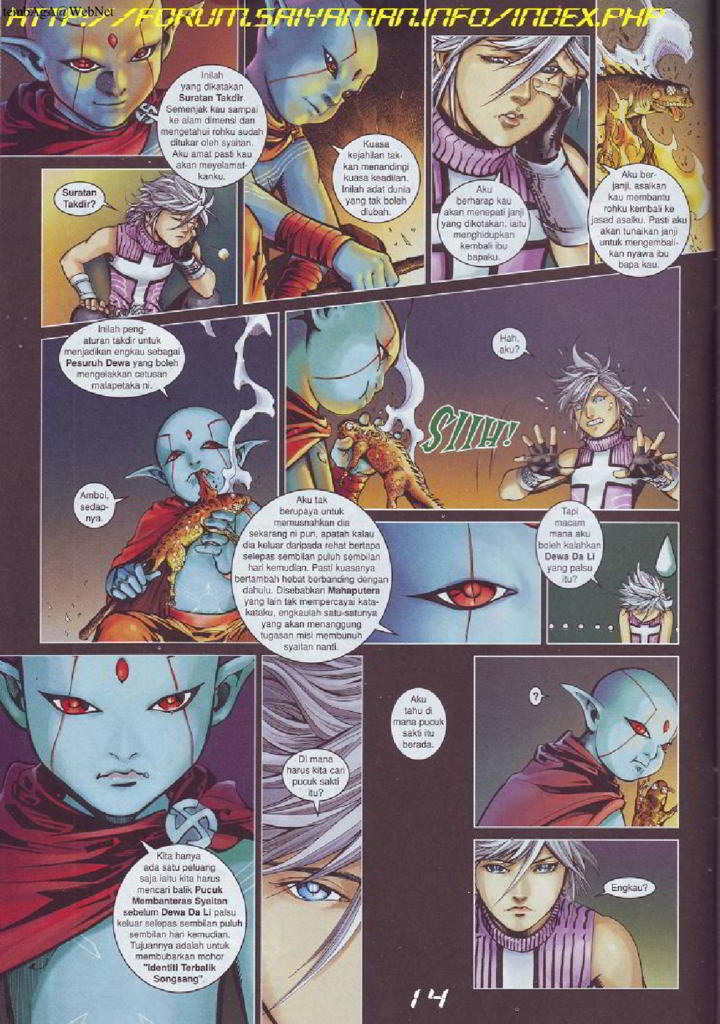 tembAgA@WebNet
HTTP://FORUM.SAIYAMAN.INFO/INDEX.PHP
Inilah
yang dikatakan
Suratan Takdir.
Semenjak kau sampai
ke alam dimensi dan
mengetahui rohku sudah
ditukar oleh syaitan.
Aku amat pasti kau
akan meyelamat-
kanku.
Kuasa
kejahilan tak-
kan menandingi
kuasa keadilan.
Inilah adat dunia
yang tak boleh
diubah.
Aku
berharap kau
akan menepati janji
yang dikotakan, iaitu
menghidupkan
kembali ibu
bapaku.
Aku ber-
janji, asalkan
kau membantu
rohku kembali ke
jasad asalku. Pasti aku
akan tunaikan janji
untuk mengembali-
kan nyawa ibu
bapa kau.
Suratan
Takdir?
Inilah peng-
aturan takdir untuk
menjadikan engkau sebagai
Pesuruh Dewa yang boleh
mengelakkan cetusan
malapetaka ni.
Hah,
aku?
SIIH!
Amboi,
sedap-
nya.
Aku tak
berupaya untuk
memusnahkan dia
sekarang ni pun, apatah kalau
dia keluar daripada rehat bertapa
selepas sembilan puluh sembilan
hari kemudian. Pasti kuasanya
bertambah hebat berbanding dengan
dahulu. Disebabkan Mahaputera
yang lain tak mempercayai kata-
kataku, engkaulah satu-satunya
yang akan menanggung
tugasan misi membunuh
syaitan nanti.
Tapi
macam
mana aku
boleh kalahkan
Dewa Da Li
yang palsu
itu?
Kita hanya
ada satu peluang
saja iaitu kita harus
mencari balik Pucuk
Membanteras Syaitan
sebelum Dewa Da Li palsu
keluar selepas sembilan puluh
sembilan hari kemudian.
Tujuannya adalah untuk
membubarkan mohor
"Identiti Terbalik
Songsang".
Di mana
harus kita cari
pucuk sakti
itu?
Aku
tahu di
mana pucuk
sakti itu
berada.
?
Engkau?
14